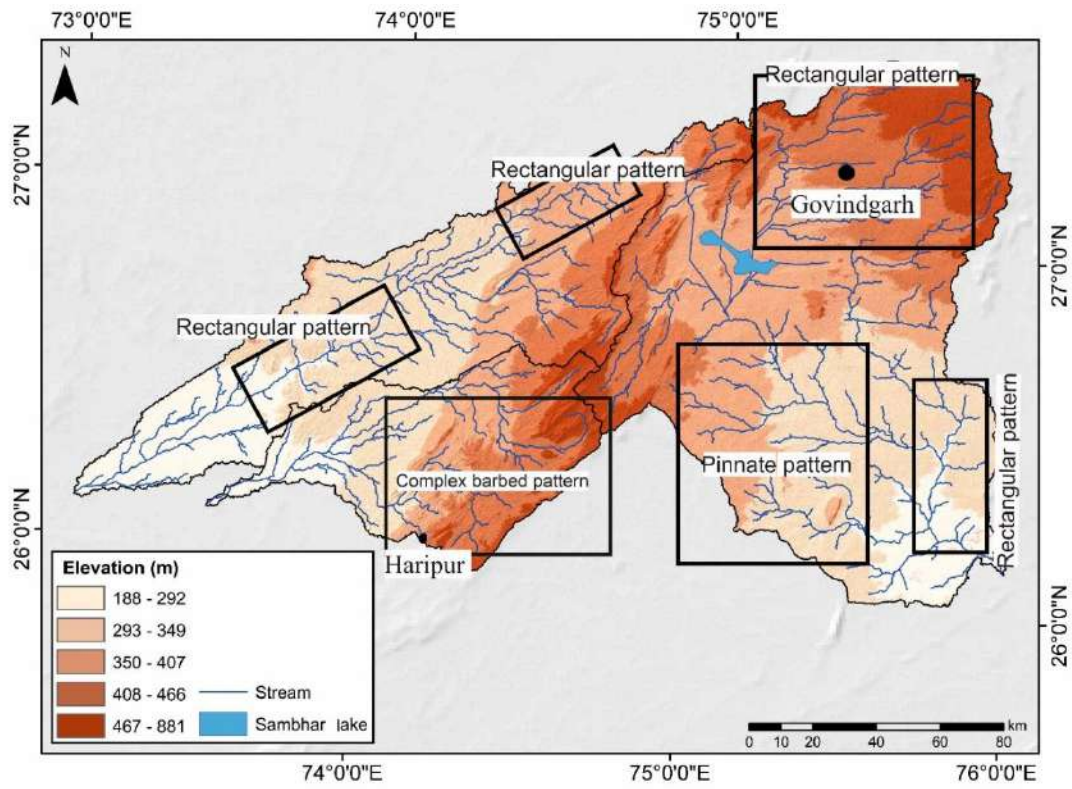 73°0'0"E
74°0'0"E
75°0'0"E
N
27°0'0"N
26°0'0"N
27°0'0"N
26°0'0"N
Rectangular pattern
Rectangular pattern
Govindgarh
Rectangular pattern
Pinnate pattern
Rectangular pattern
Complex barbed pattern
Haripur
Elevation (m)
188 - 292
293 - 349
350 - 407
408 - 466
467 - 881
Stream
Sambhar lake
km
0 10 20 40 60 80
74°0'0"E
75°0'0"E
76°0'0"E